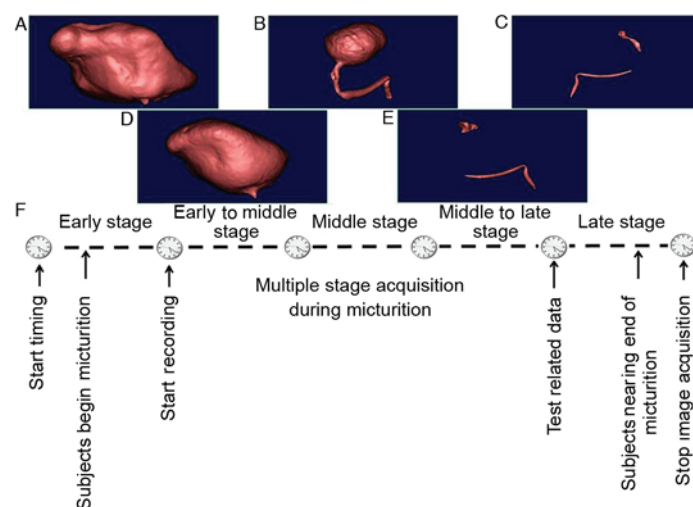 A
B
C
D
E
F
Early stage
Early to middle
stage
Middle stage
Middle to late
stage
Late stage
Multiple stage acquisition
during micturition
Start timing
Subjects begin micturition
Start recording
Test related data
Subjects nearing end of
micturition
Stop image acquisition